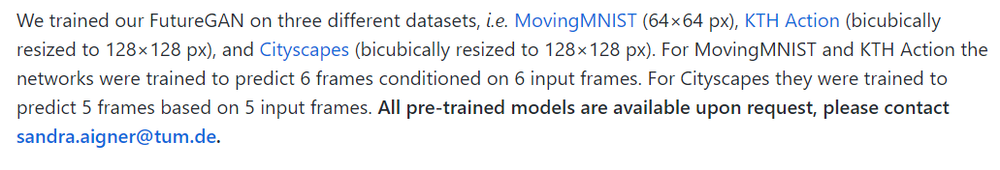 We trained our FutureGAN on three different datasets, i.e. MovingMNIST (64×64 px), KTH Action (bicubically
resized to 128×128 px), and Cityscapes (bicubically resized to 128×128 px). For MovingMNIST and KTH Action the
networks were trained to predict 6 frames conditioned on 6 input frames. For Cityscapes they were trained to
predict 5 frames based on 5 input frames. All pre-trained models are available upon request, please contact
sandra.aigner@tum.de.